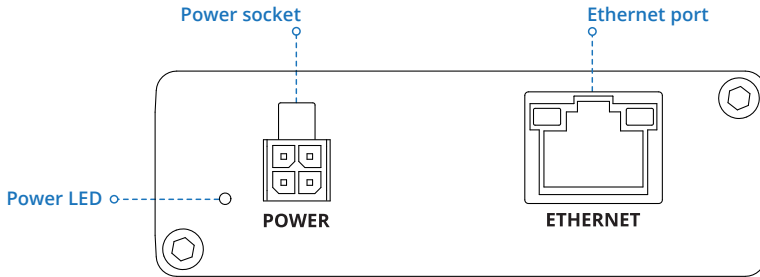 Power socket
Ethernet port
Power LED
POWER
ETHERNET